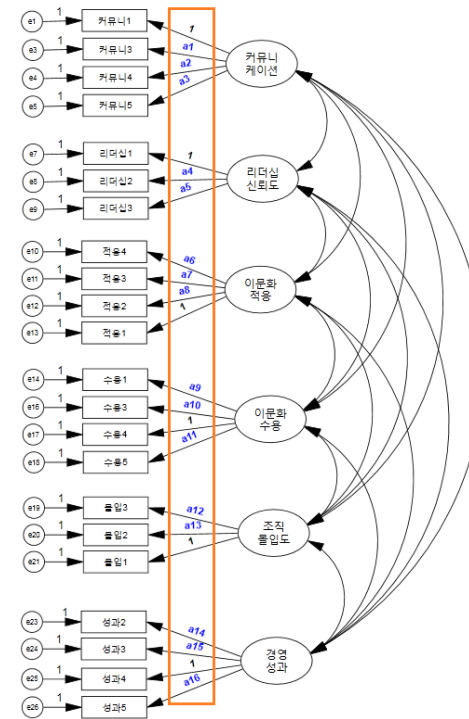 e1 1 커뮤니1 1
e3 1 커뮤니3 a1
e4 1 커뮤니4 a2
e5 1 커뮤니5 a3
커뮤니
케이션
e7 1 리더십1 1
e8 1 리더십2 a4
e9 1 리더십3 a5
리더십
신뢰도
e10 1 적용4 a6
e11 1 적용3 a7
e12 1 적용2 a8
e13 1 적용1 1
이문화
적용
e14 1 수용1 a9
e16 1 수용3 a10
e17 1 수용4 1
e18 1 수용5 a11
이문화
수용
e19 1 몰입3 a12
e20 1 몰입2 a13
e21 1 몰입1 1
조직
몰입도
e23 1 성과2 a14
e24 1 성과3 a15
e25 1 성과4 1
e26 1 성과5 a16
경영
성과